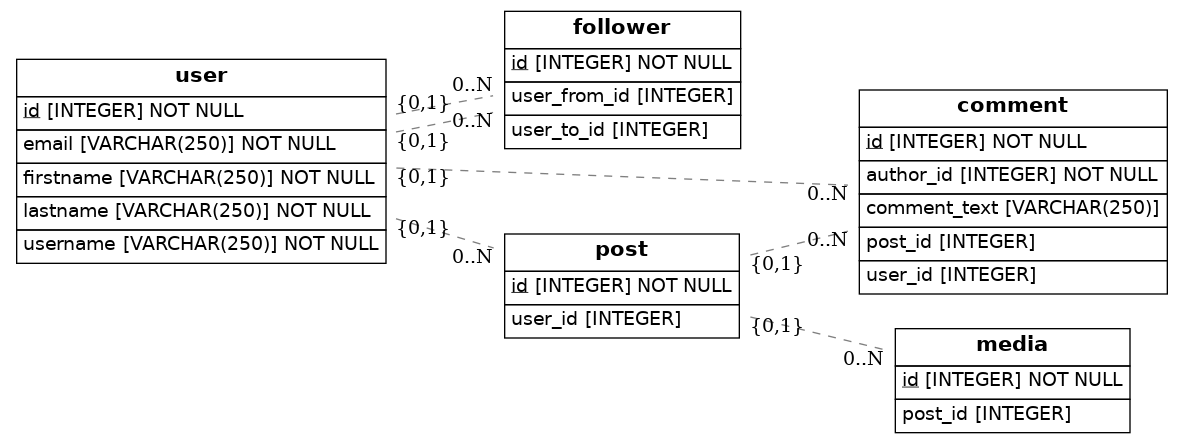 user
id [INTEGER] NOT NULL
email [VARCHAR(250)] NOT NULL
firstname [VARCHAR(250)] NOT NULL
lastname [VARCHAR(250)] NOT NULL
username [VARCHAR(250)] NOT NULL
{0,1}
0..N
{0,1}
0..N
{0,1}
0..N
{0,1}
0..N
follower
id [INTEGER] NOT NULL
user_from_id [INTEGER]
user_to_id [INTEGER]
post
id [INTEGER] NOT NULL
user_id [INTEGER]
{0,1}
0..N
{0,1}
0..N
comment
id [INTEGER] NOT NULL
author_id [INTEGER] NOT NULL
comment_text [VARCHAR(250)]
post_id [INTEGER]
user_id [INTEGER]
media
id [INTEGER] NOT NULL
post_id [INTEGER]